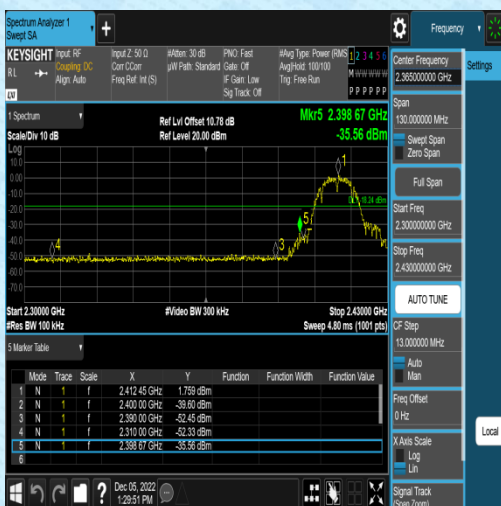 Spectrum Analyzer 1
Swept SA
+
Frequency
KEYSIGHT
RL
Input: RF
Coupling: DC
Align: Auto
Input Z: 50 Ω
Corr CCorr
Freq Ref: Int (S)
#Atten: 30 dB
µW Path: Standard
PNO: Fast
Gate: Off
IF Gain: Low
Sig Track: Off
#Avg Type: Power (RMS
Avg|Hold: 100/100
Trig: Free Run
1 2 3 4 5 6
M W W W W W
P P P P P P
LXI
1 Spectrum
Scale/Div 10 dB
Ref Lvl Offset 10.78 dB
Ref Level 20.00 dBm
Mkr5 2.398 67 GHz
-35.56 dBm
Log
10.0
0.00
-10.0
-20.0
-30.0
-40.0
-50.0
-60.0
-70.0
1
5
4
3
Start 2.30000 GHz
#Res BW 100 kHz
#Video BW 300 kHz
Stop 2.43000 GHz
Sweep 4.80 ms (1001 pts)
5 Marker Table
Mode Trace Scale X Y Function Function Width Function Value
1 N 1 f 2.412 45 GHz 1.759 dBm
2 N 1 f 2.400 00 GHz -39.60 dBm
3 N 1 f 2.390 00 GHz -52.45 dBm
4 N 1 f 2.310 00 GHz -52.33 dBm
5 N 1 f 2.398 67 GHz -35.56 dBm
6
?
Dec 05, 2022
1:29:51 PM
Center Frequency
2.365000000 GHz
Settings
Span
130.000000 MHz
Swept Span
Zero Span
Full Span
Start Freq
2.300000000 GHz
Stop Freq
2.430000000 GHz
AUTO TUNE
CF Step
13.000000 MHz
Auto
Man
Freq Offset
0 Hz
X Axis Scale
Log
Lin
Local
Signal Track
(Span Zoom)